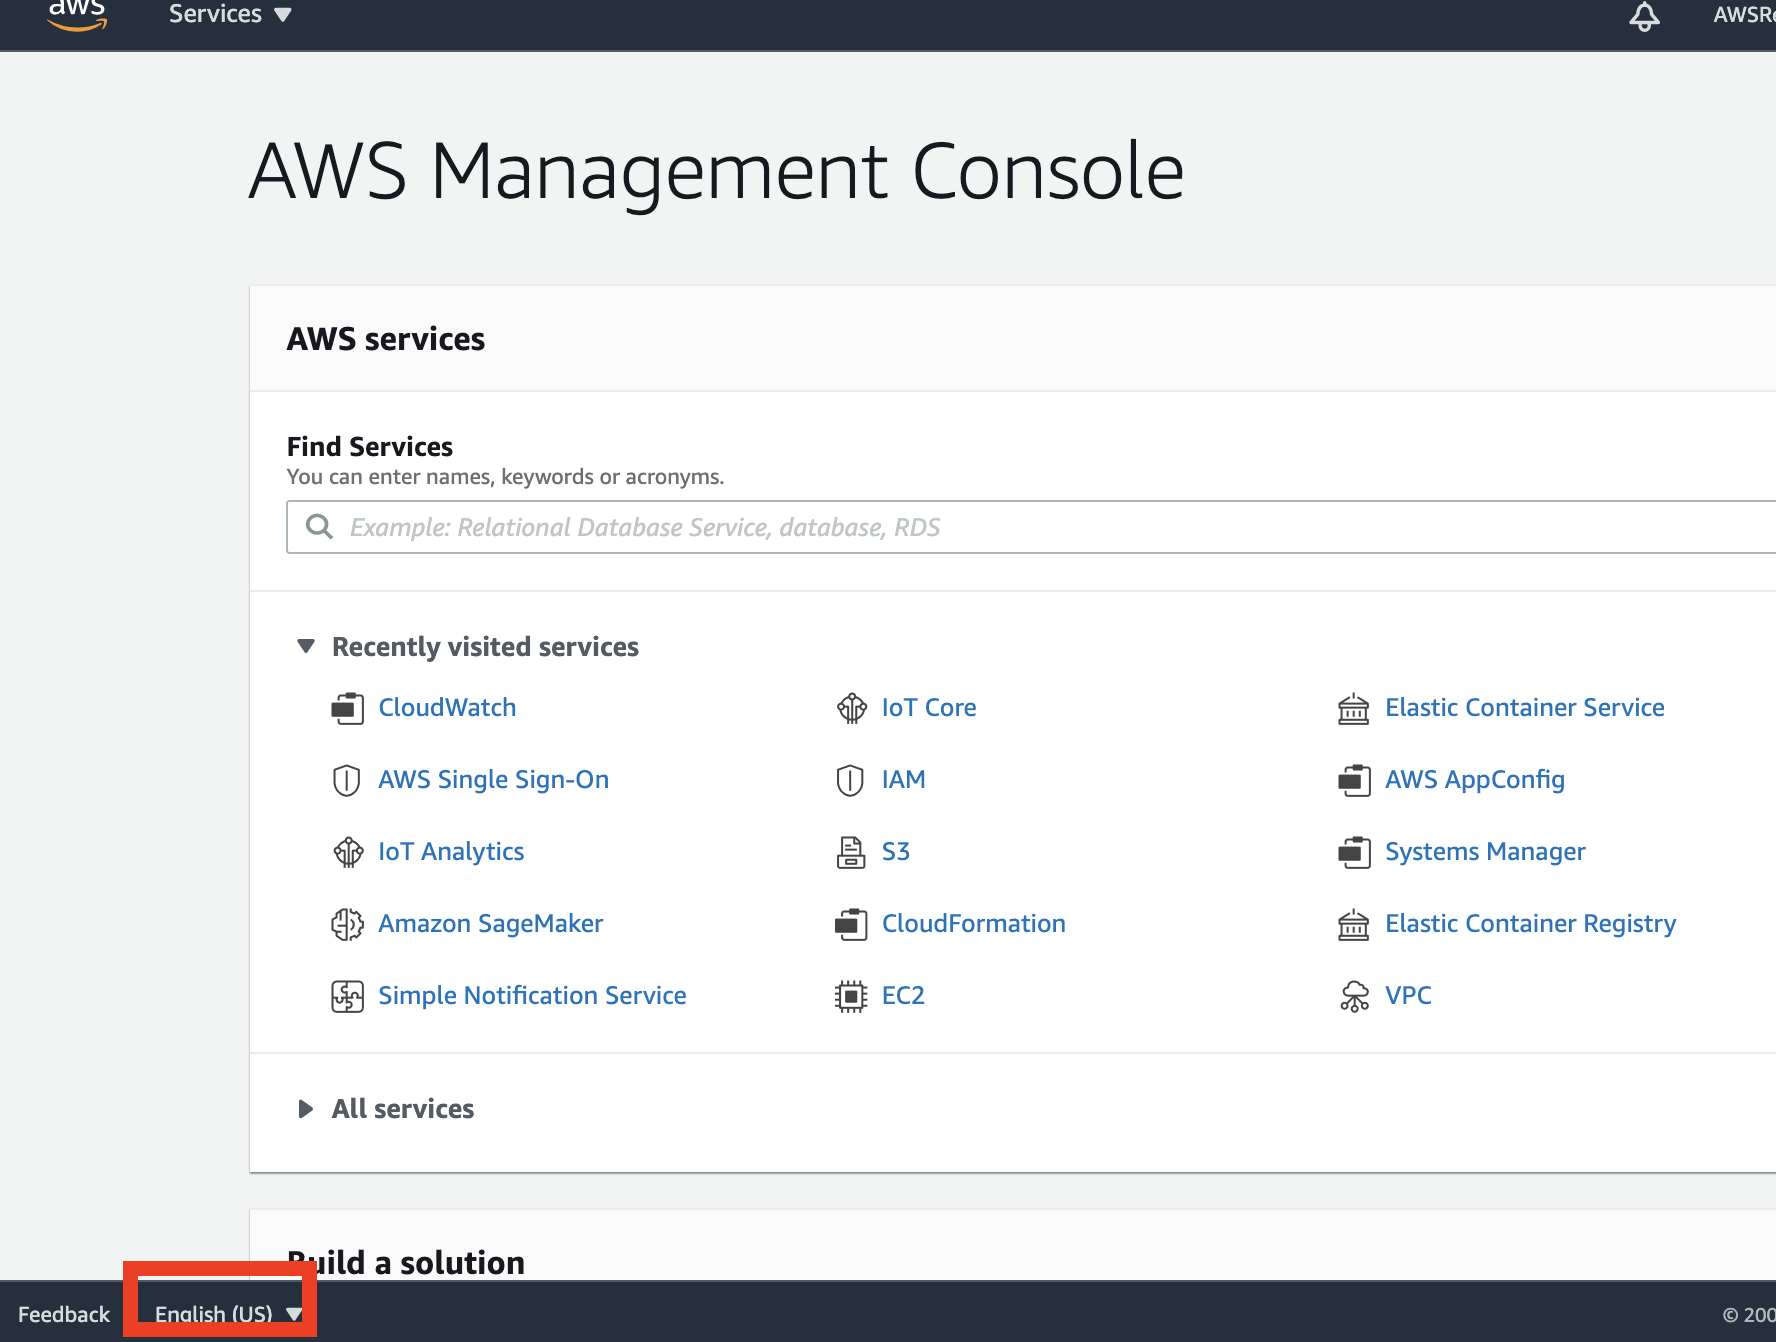 aws Services
AWS Management Console
AWS services
Find Services
You can enter names, keywords or acronyms.
Example: Relational Database Service, database, RDS
Recently visited services
CloudWatch IoT Core Elastic Container Service
AWS Single Sign-On IAM AWS AppConfig
IoT Analytics S3 Systems Manager
Amazon SageMaker CloudFormation Elastic Container Registry
Simple Notification Service EC2 VPC
All services
Build a solution
Feedback English (US) ©